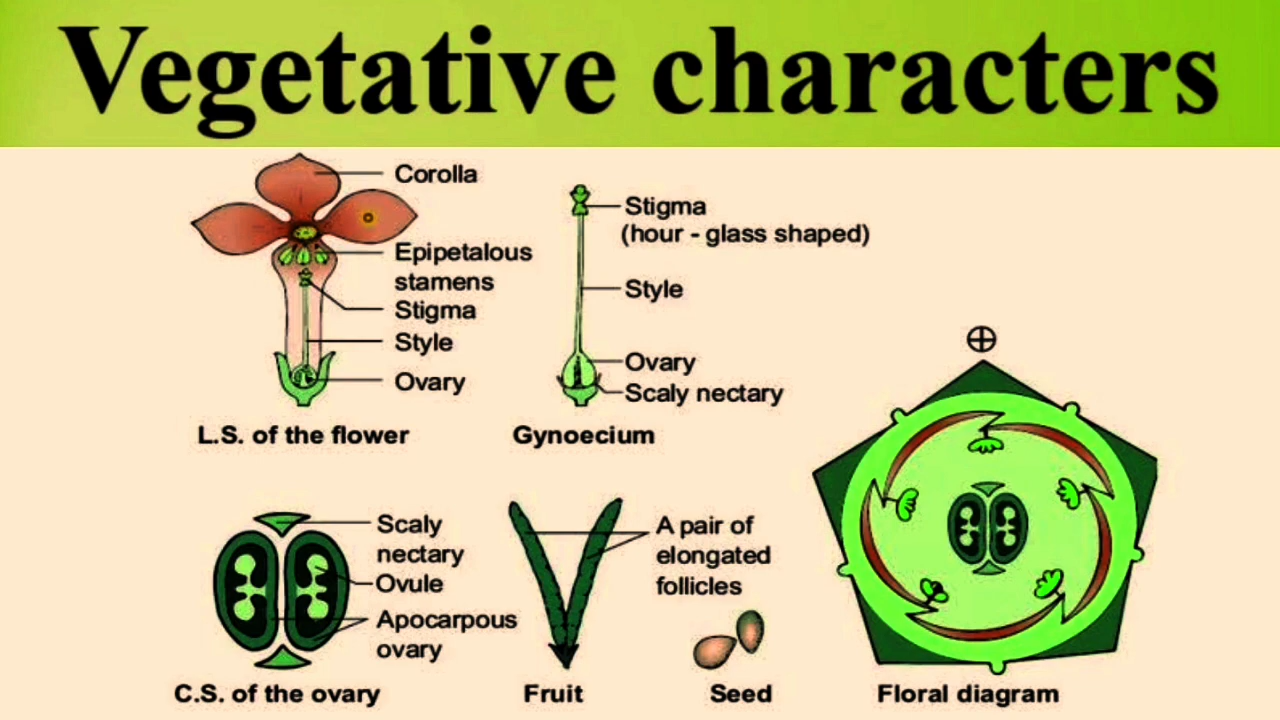 Vegetative characters
Corolla
Epipetalous
stamens
Stigma
Style
Ovary
L.S. of the flower
Stigma
(hour - glass shaped)
Style
Ovary
Scaly nectary
Gynoecium
Scaly
nectary
Ovule
Apocarpous
ovary
C.S. of the ovary
A pair of
elongated
follicles
Fruit
Seed
Floral diagram